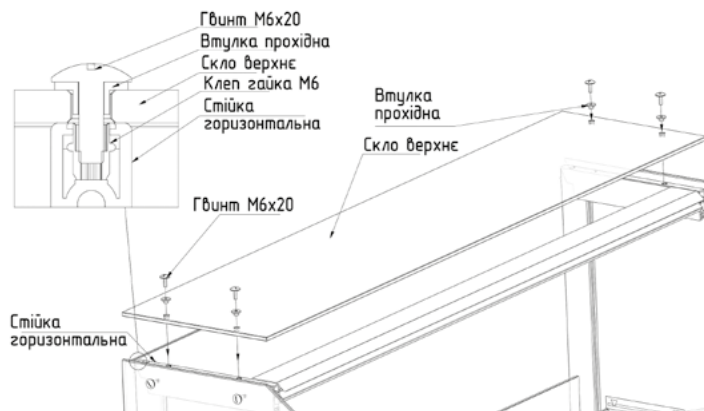 Гвинт М6х20
Втулка прохідна
Скло верхнє
Клеп гайка М6
Стійка
горизонтальна
Втулка
прохідна
Скло верхнє
Гвинт М6х20
Стійка
горизонтальна